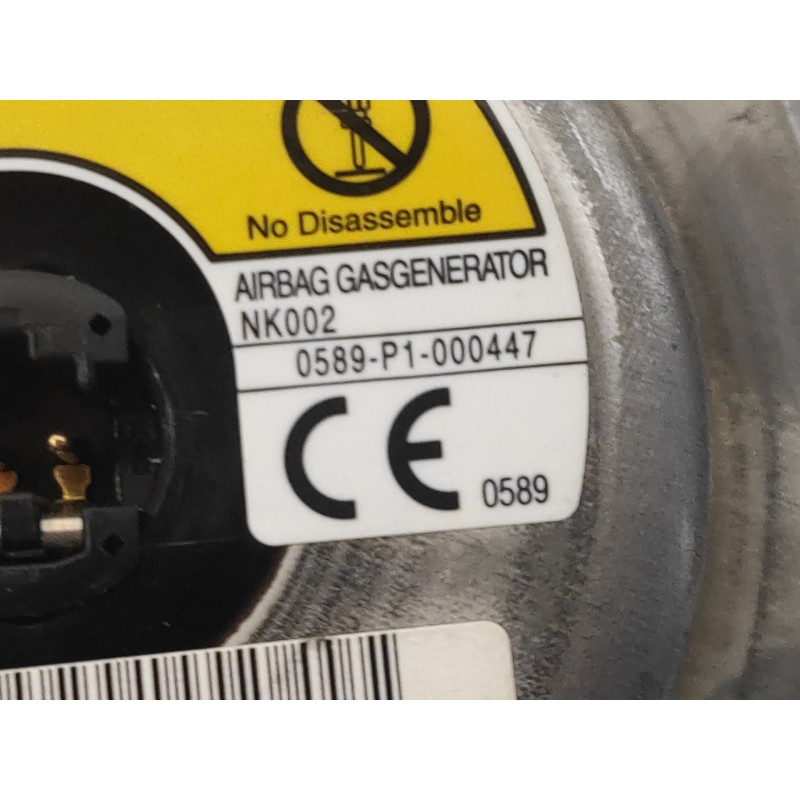 No Disassemble
AIRBAG GASGENERATOR
NK002
0589-P1-000447
CE 0589